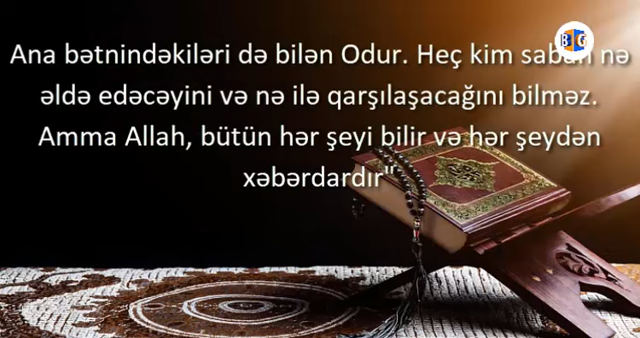 Ana bətnindəkiləri də bilən Odur. Heç kim sabah nə
əldə edəcəyini və nə ilə qarşılaşacağını bilməz.
Amma Allah, bütün hər şeyi bilir və hər şeydən
xəbərdardır"